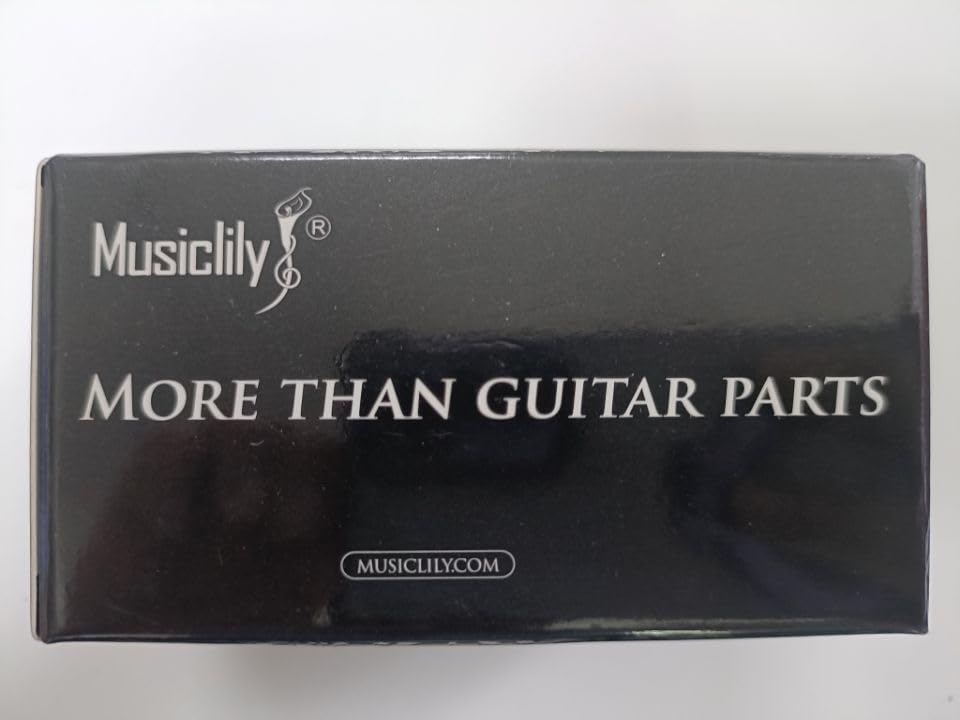 Musiclily®
MORE THAN GUITAR PARTS
MUSICLILY.COM